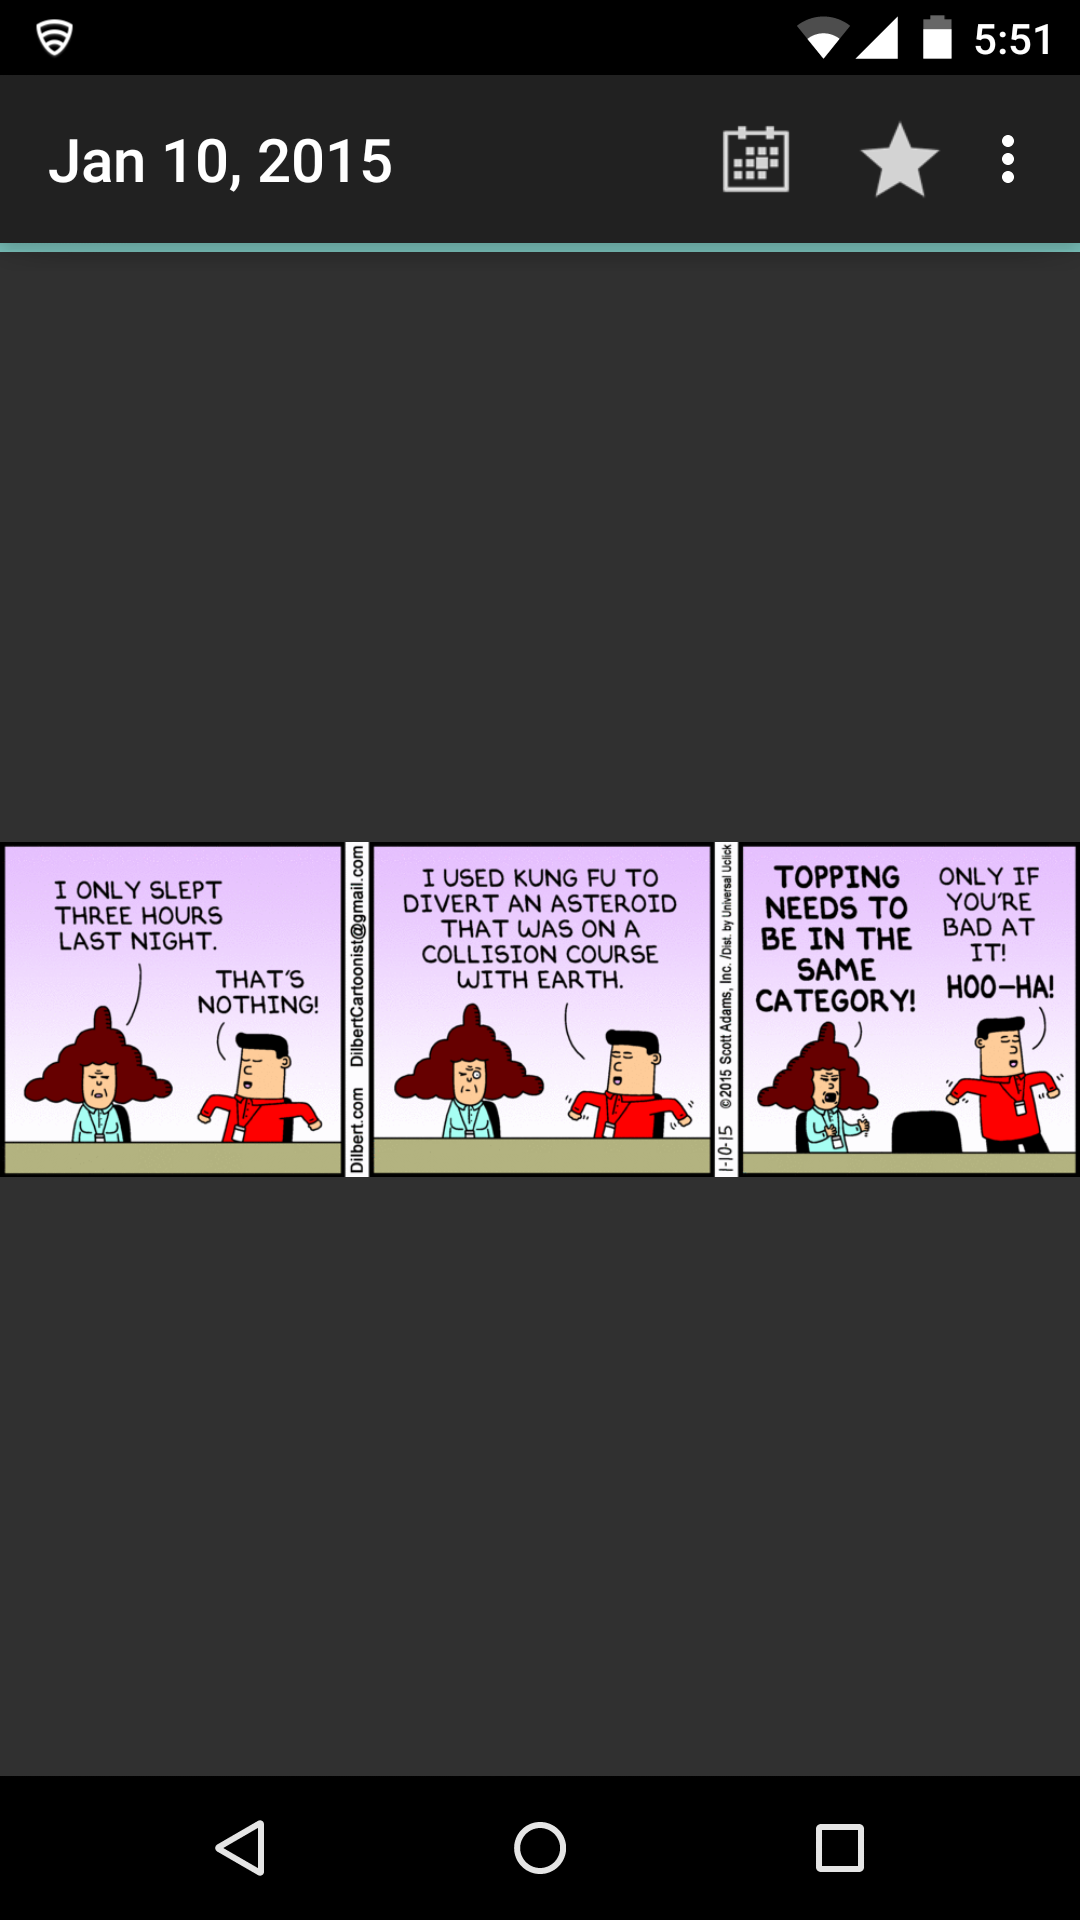 5:51
Jan 10, 2015
I ONLY SLEPT
THREE HOURS
LAST NIGHT.
THAT'S
NOTHING!
Dilbert.com DilbertCartoonist@gmail.com
I USED KUNG FU TO
DIVERT AN ASTEROID
THAT WAS ON A
COLLISION COURSE
WITH EARTH.
1-10-15 ©2015 Scott Adams, Inc. /Dist. by Universal Uclick
TOPPING
NEEDS TO
BE IN THE
SAME
CATEGORY!
ONLY IF
YOU'RE
BAD AT
IT!
HOO-HA!